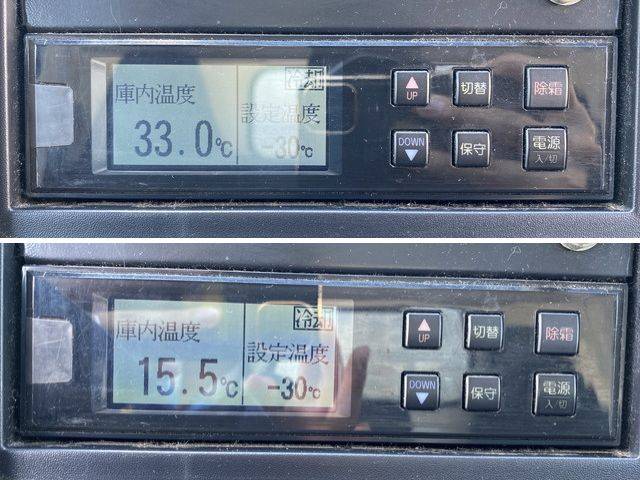 冷却
庫内温度
設定温度
33.0℃
-30℃
UP
切替
除霜
DOWN
保守
電源
入/切
冷却
庫内温度
設定温度
15.5℃
-30℃
UP
切替
除霜
DOWN
保守
電源
入/切